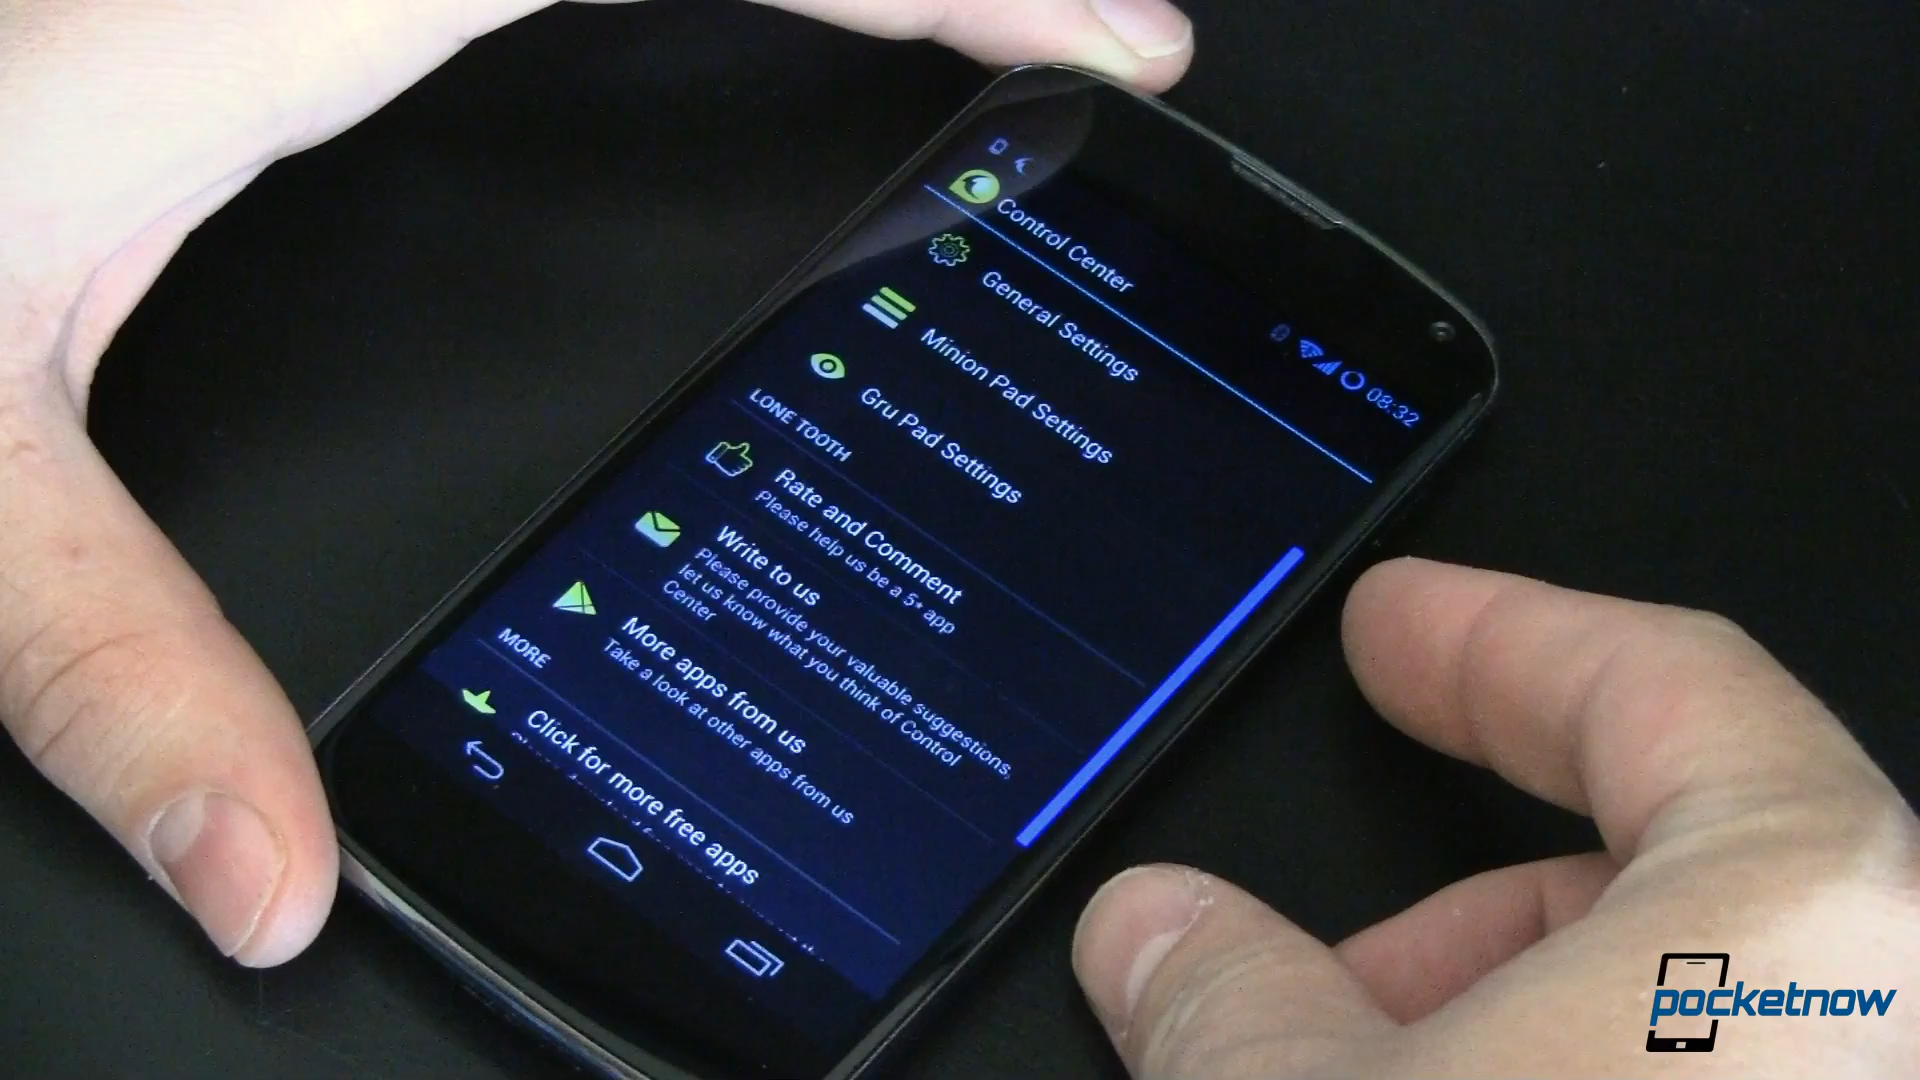 08:32
Control Center
General Settings
Minion Pad Settings
Gru Pad Settings
LONE TOOTH
Rate and Comment
Please help us be a 5* app
Write to us
Please provide your valuable suggestions,
let us know what you think of Control
Center
More apps from us
Take a look at other apps from us
MORE
Click for more free apps
pocketnow